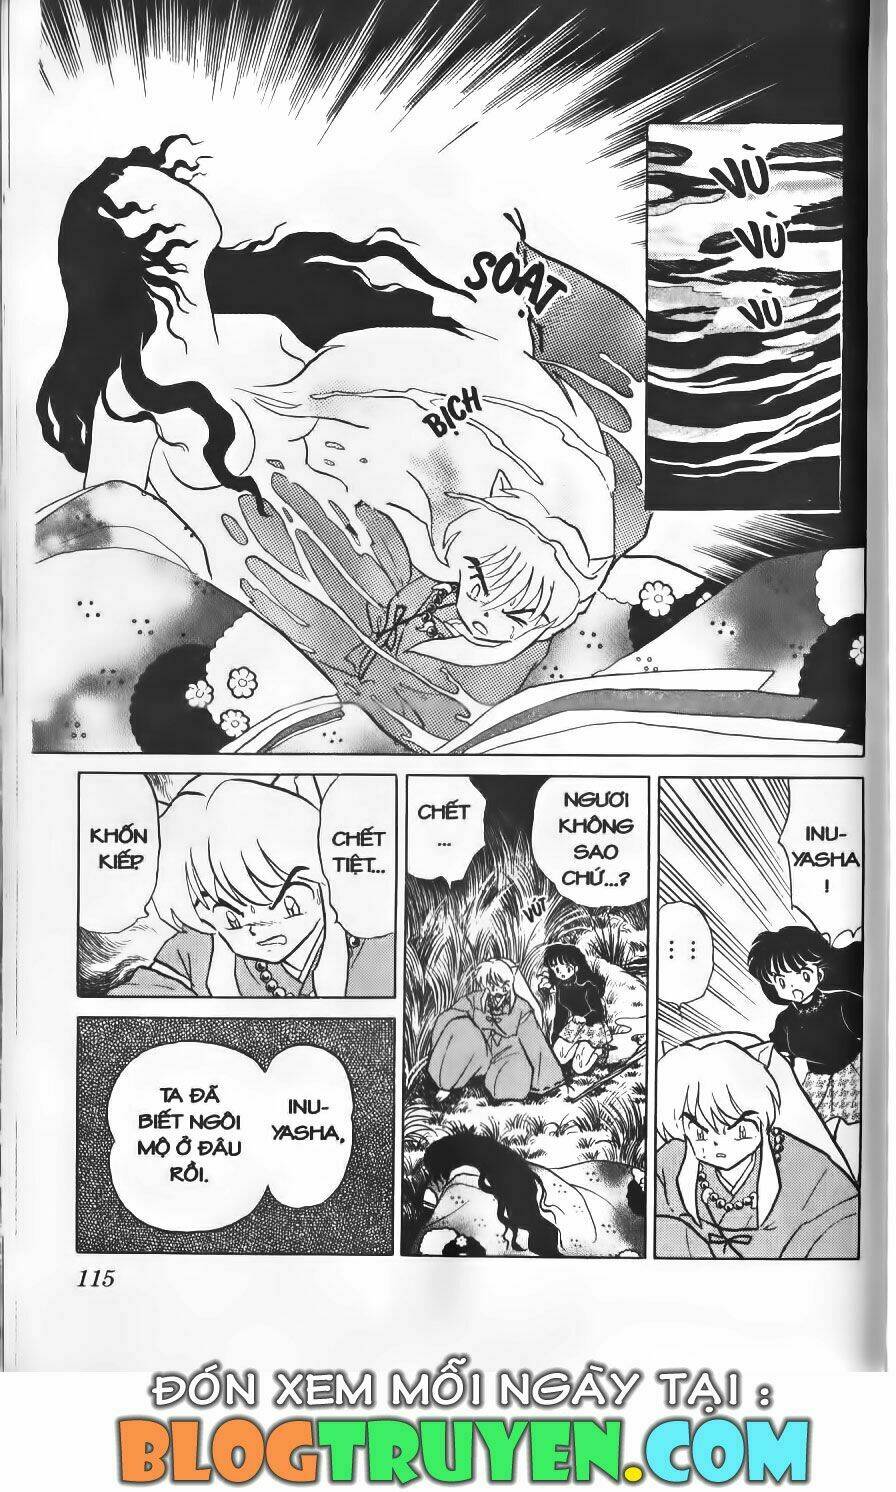 VÙ
VÙ
VÙ
SOẠT
BỊCH
INU-
YASHA
!
......
NGƯƠI
KHÔNG
SAO
CHỨ...?
CHẾT
...
VÚT
CHẾT
TIỆT...
KHỐN
KIẾP.
INU-
YASHA,
TA ĐÃ
BIẾT NGÔI
MỘ Ở ĐÂU
RỒI.
115
ĐÓN XEM MỖI NGÀY TẠI :
BLOGTRUYEN.COM